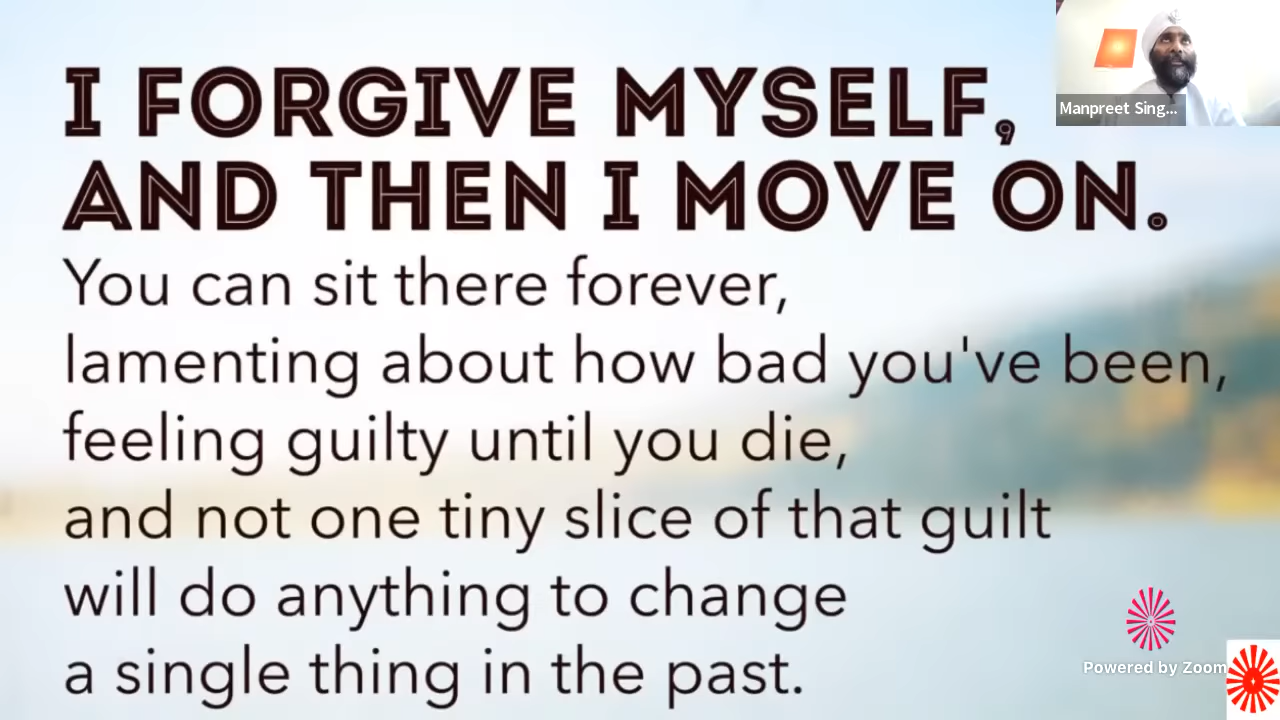 I FORGIVE MYSELF,
AND THEN I MOVE ON.
You can sit there forever,
lamenting about how bad you've been,
feeling guilty until you die,
and not one tiny slice of that guilt
will do anything to change
a single thing in the past.
Manpreet Sing...
Powered by Zoom